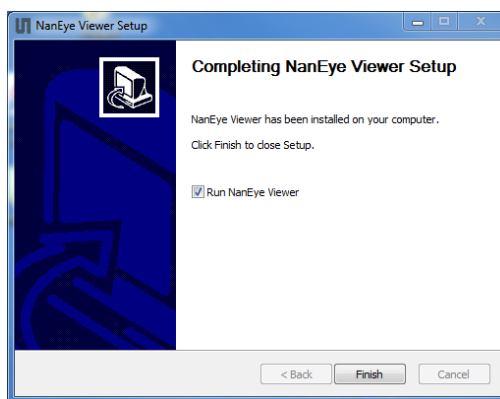 NanEye Viewer Setup
Completing NanEye Viewer Setup
NanEye Viewer has been installed on your computer.
Click Finish to close Setup.
Run NanEye Viewer
< Back
Finish
Cancel